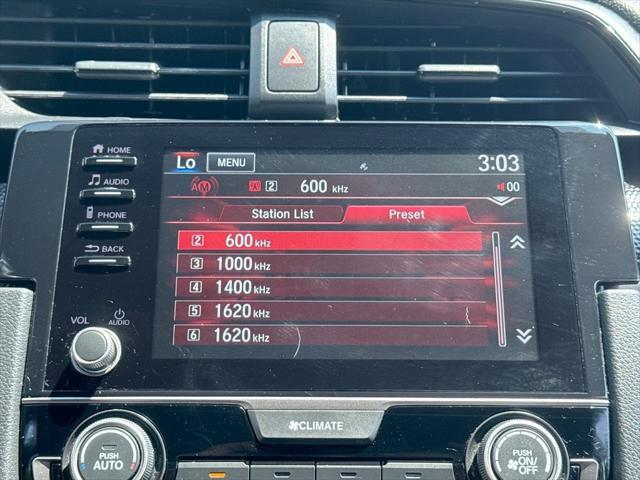 HOME
AUDIO
PHONE
BACK
VOL AUDIO
Lo MENU 3:03
AM A 2 600 kHz 00
Station List Preset
2 600 kHz
3 1000 kHz
4 1400 kHz
5 1620 kHz
6 1620 kHz
CLIMATE
PUSH AUTO
PUSH ON/OFF